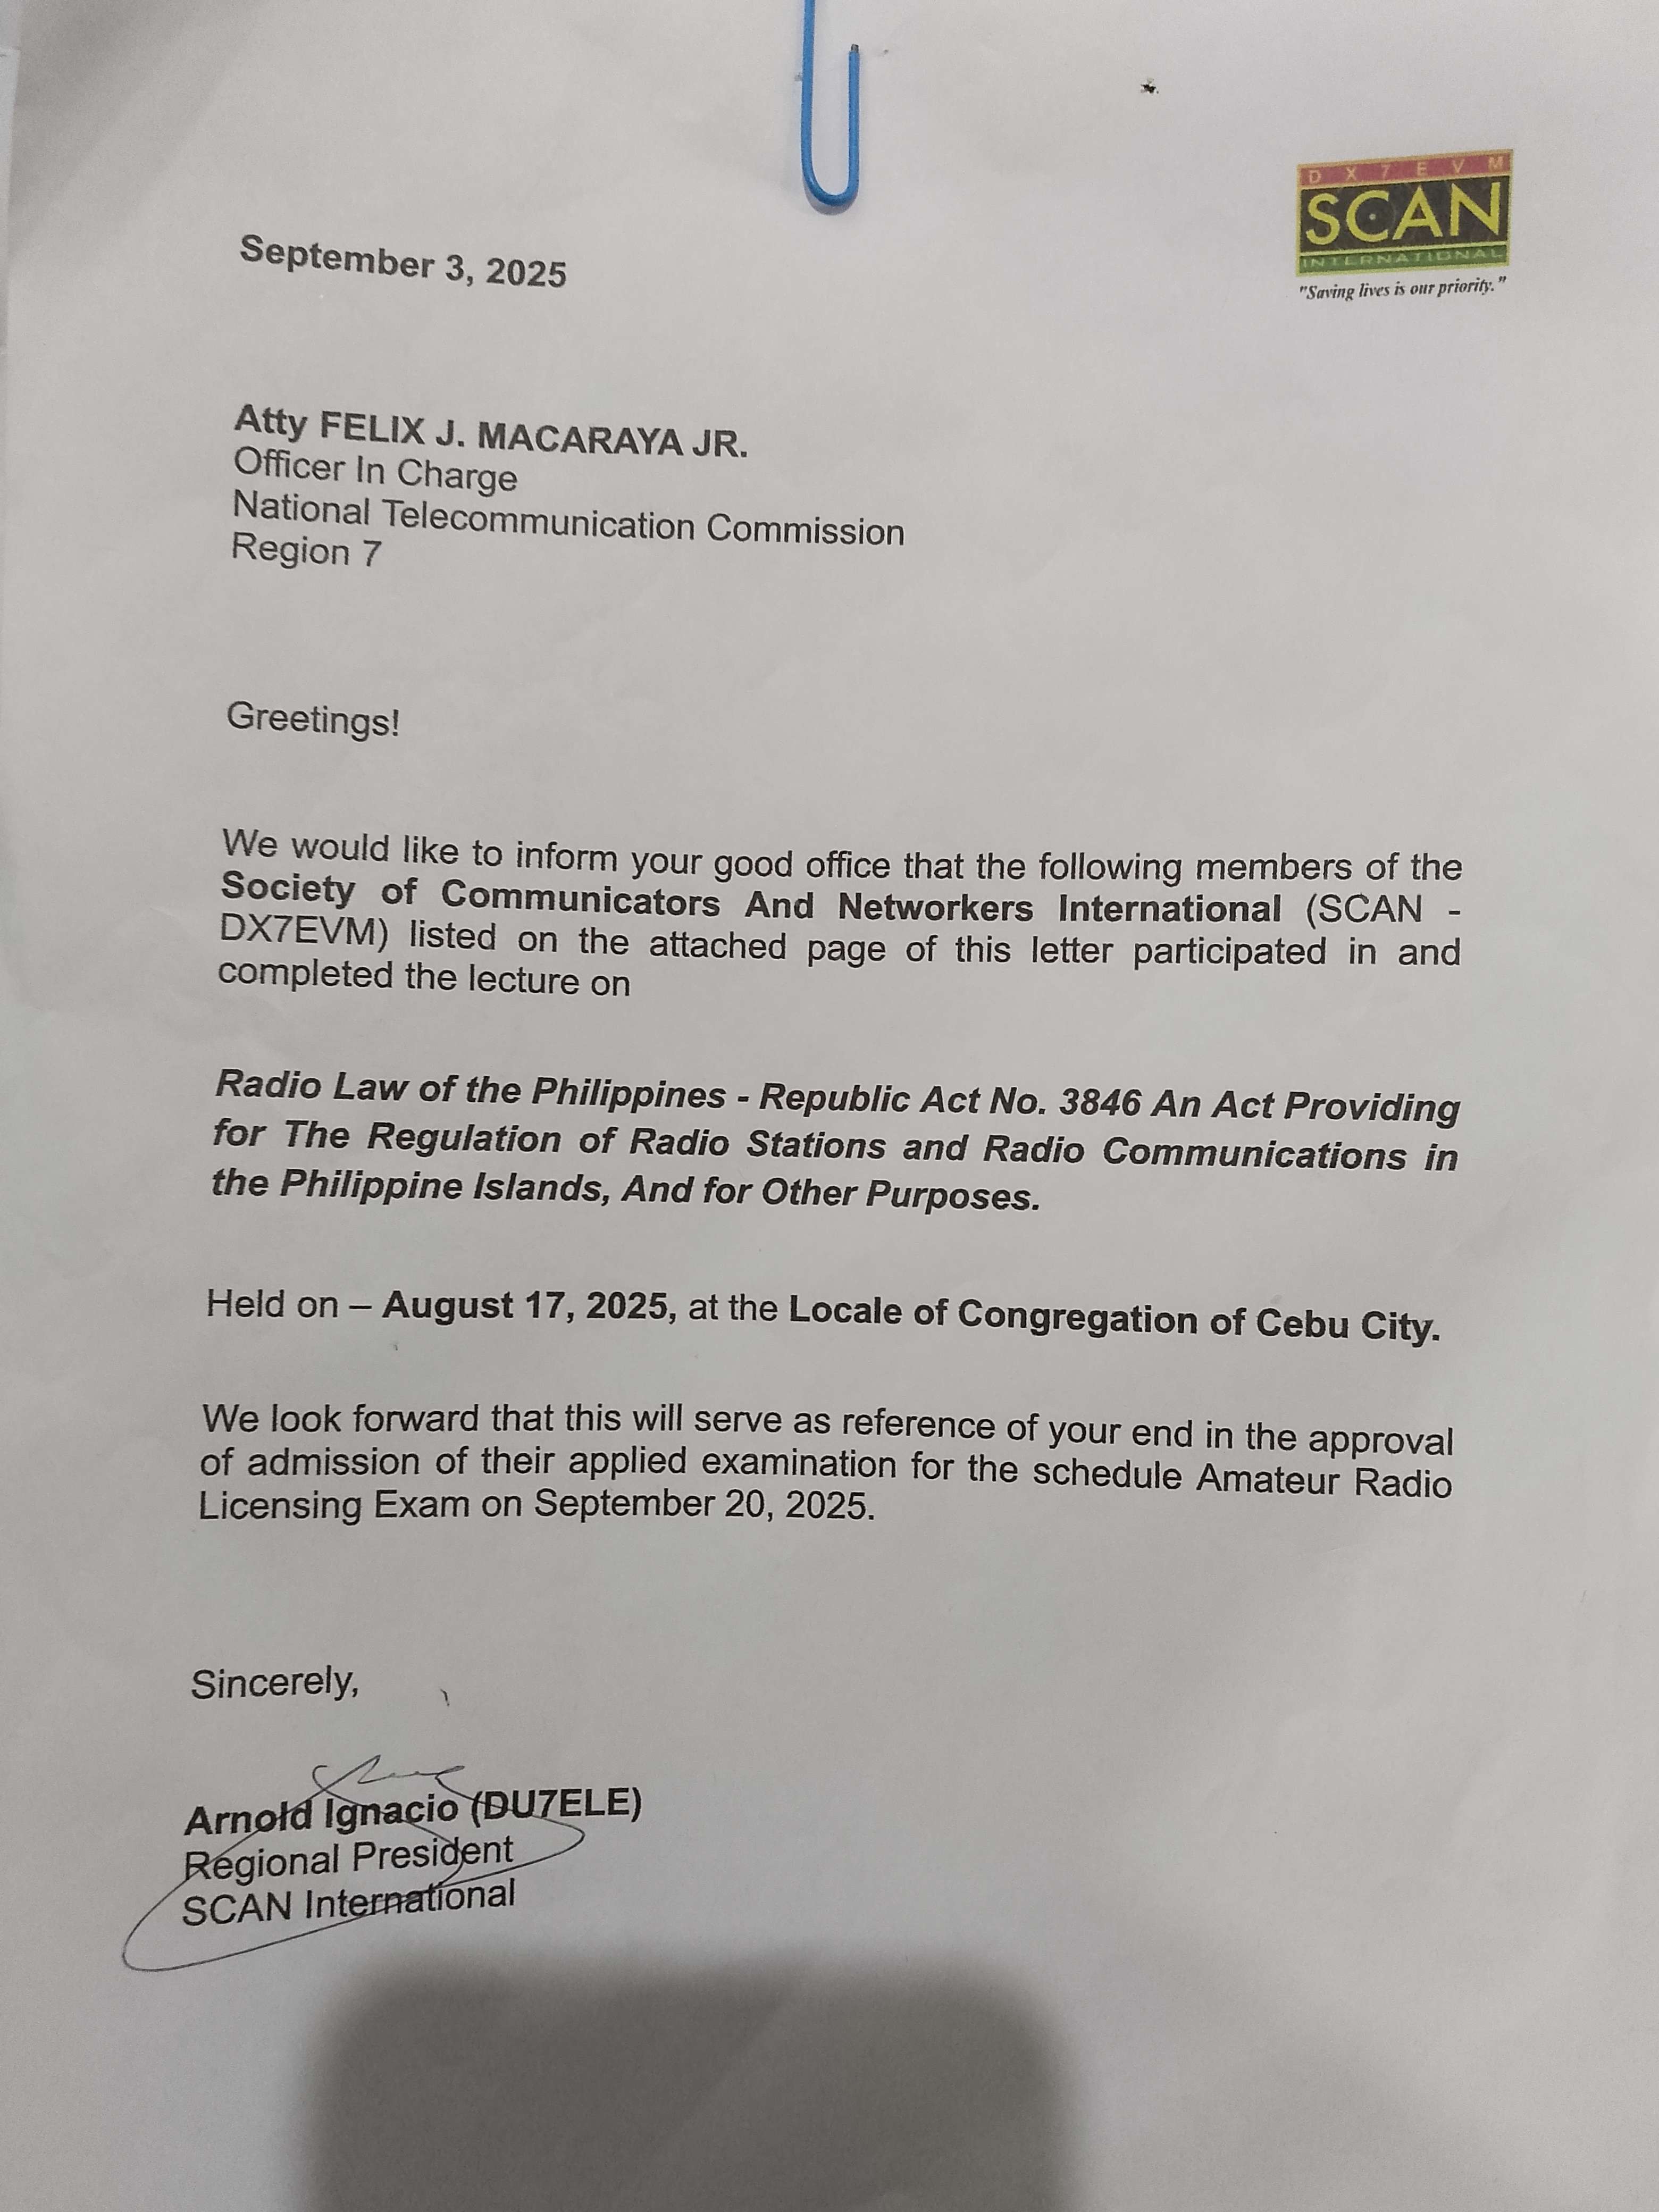 DX7EVM
SCAN
INTERNATIONAL
"Saving lives is our priority."
September 3, 2025
Atty FELIX J. MACARAYA JR.
Officer In Charge
National Telecommunication Commission
Region 7
Greetings!
We would like to inform your good office that the following members of the
Society of Communicators And Networkers International (SCAN -
DX7EVM) listed on the attached page of this letter participated in and
completed the lecture on
Radio Law of the Philippines - Republic Act No. 3846 An Act Providing
for The Regulation of Radio Stations and Radio Communications in
the Philippine Islands, And for Other Purposes.
Held on – August 17, 2025, at the Locale of Congregation of Cebu City.
We look forward that this will serve as reference of your end in the approval
of admission of their applied examination for the schedule Amateur Radio
Licensing Exam on September 20, 2025.
Sincerely,
Arnold Ignacio (DU7ELE)
Regional President
SCAN International